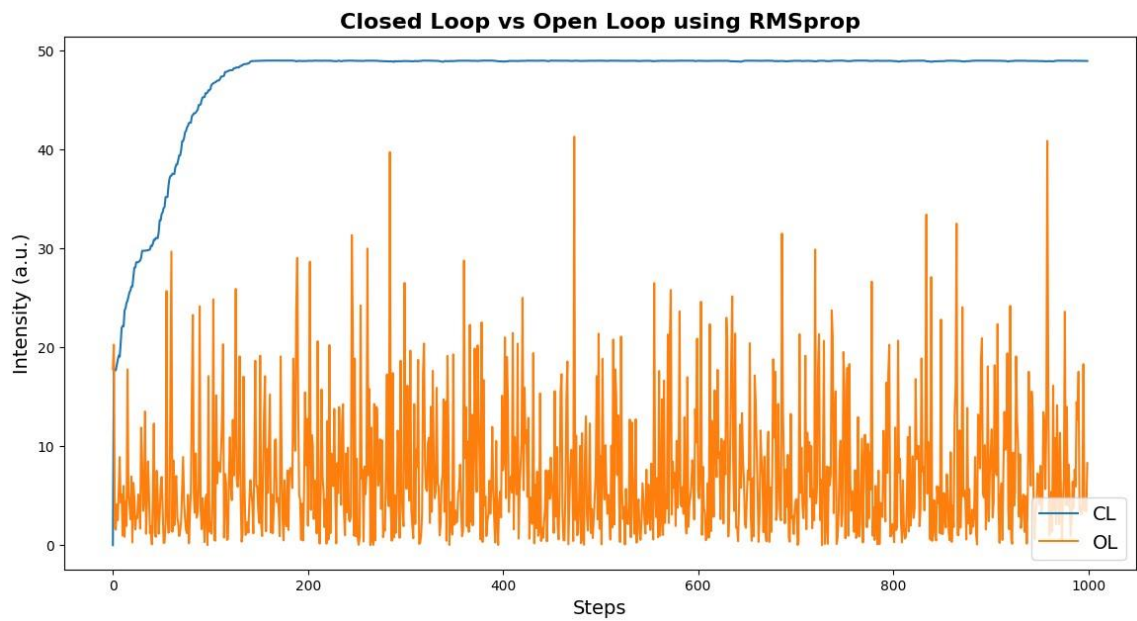 Closed Loop vs Open Loop using RMSprop
50
40
30
20
10
0
Intensity (a.u.)
CL
OL
0 200 400 600 800 1000
Steps